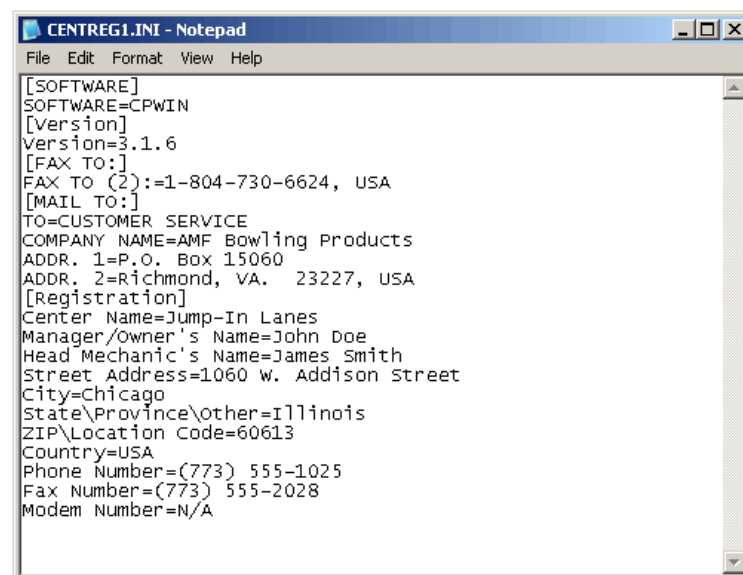 CENTREG1.INI - Notepad
File Edit Format View Help
[SOFTWARE]
SOFTWARE=CPWIN
[Version]
Version=3.1.6
[FAX TO:]
FAX TO (2):=1-804-730-6624, USA
[MAIL TO:]
TO=CUSTOMER SERVICE
COMPANY NAME=AMF Bowling Products
ADDR. 1=P.O. Box 15060
ADDR. 2=Richmond, VA.  23227, USA
[Registration]
Center Name=Jump-In Lanes
Manager/Owner's Name=John Doe
Head Mechanic's Name=James Smith
Street Address=1060 W. Addison Street
City=Chicago
State\Province\Other=Illinois
ZIP\Location Code=60613
Country=USA
Phone Number=(773) 555-1025
Fax Number=(773) 555-2028
Modem Number=N/A